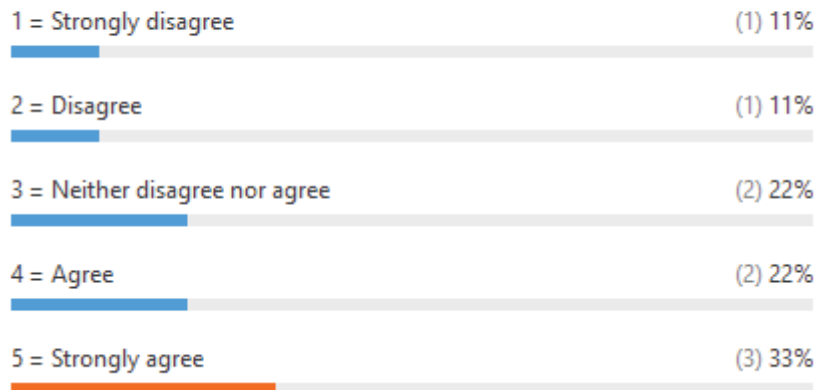 1 = Strongly disagree (1) 11%
2 = Disagree (1) 11%
3 = Neither disagree nor agree (2) 22%
4 = Agree (2) 22%
5 = Strongly agree (3) 33%